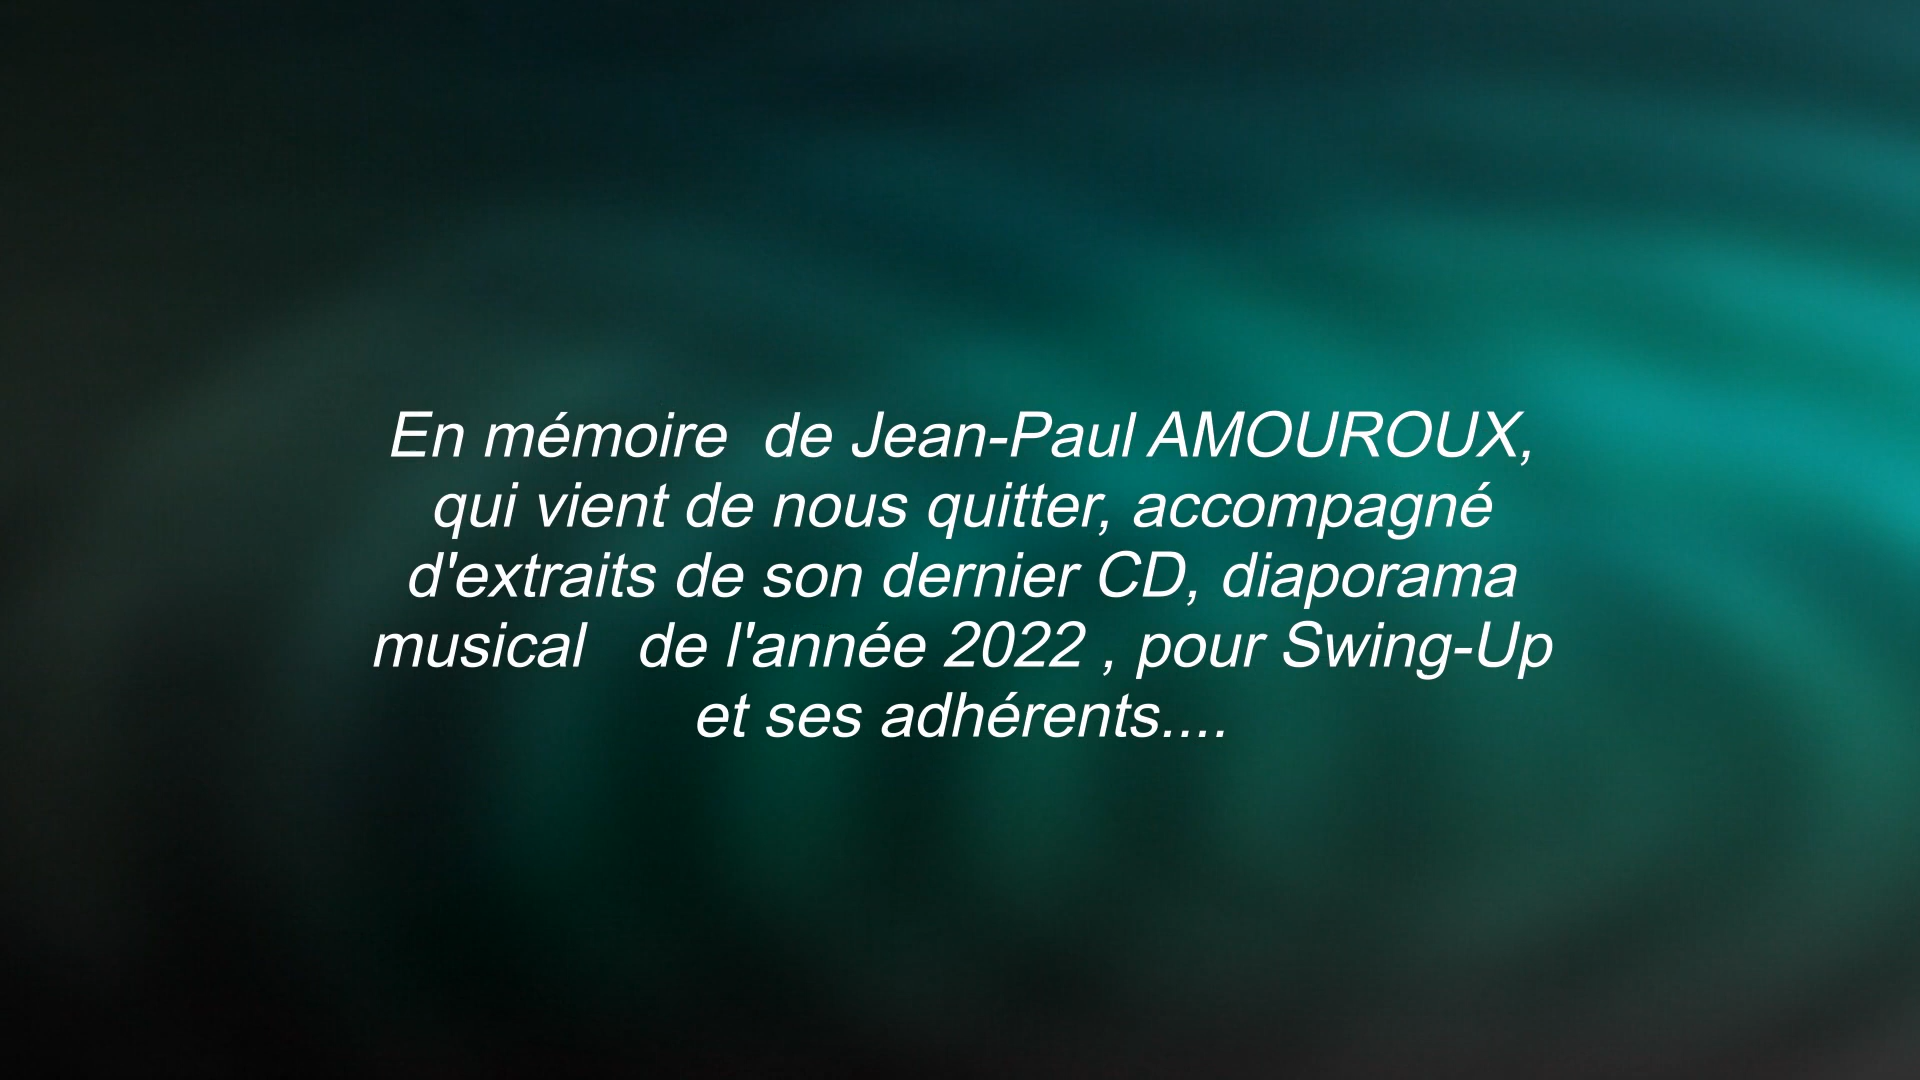 En mémoire  de Jean-Paul AMOUROUX,
qui vient de nous quitter, accompagné
d'extraits de son dernier CD, diaporama
musical   de l'année 2022 , pour Swing-Up
et ses adhérents....